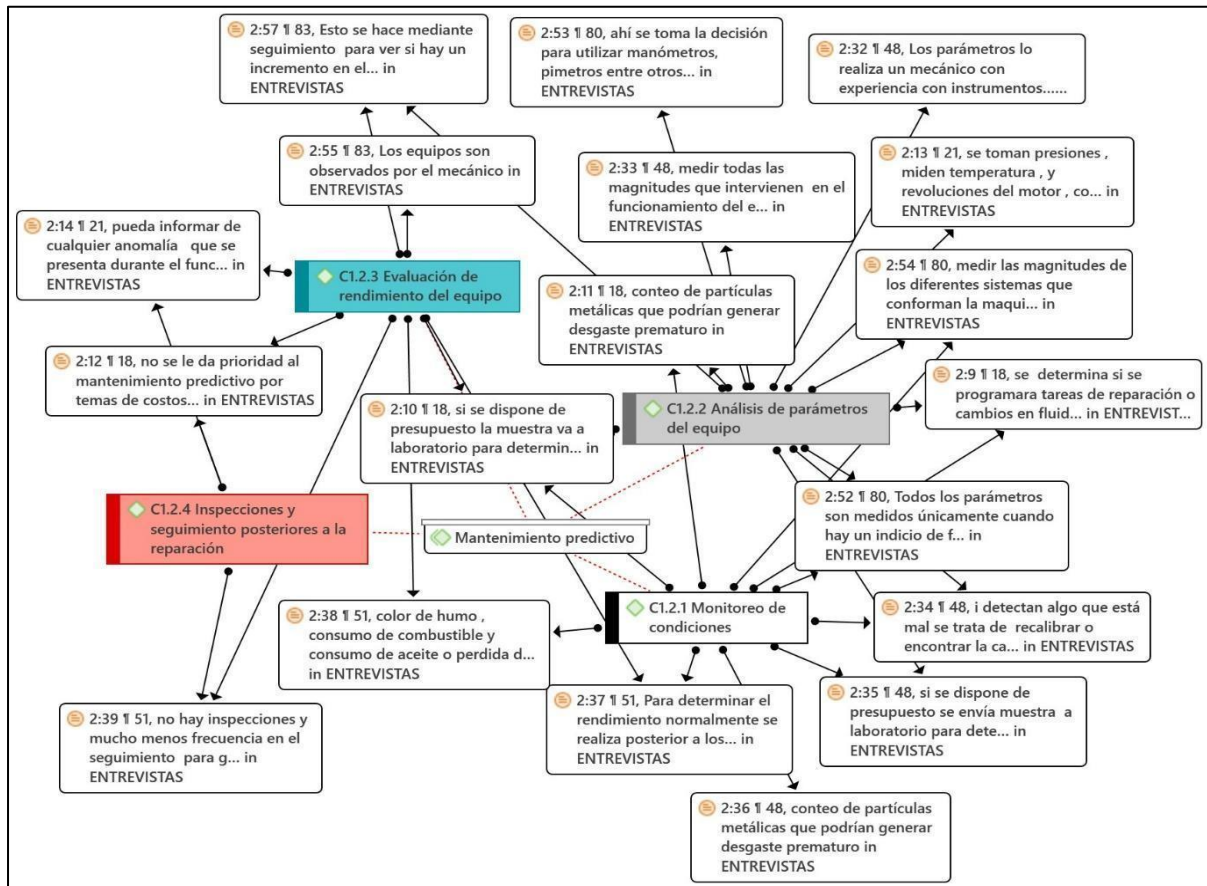 2:57 ¶ 83, Esto se hace mediante
seguimiento para ver si hay un
incremento en el... in
ENTREVISTAS
2:53 ¶ 80, ahí se toma la decisión
para utilizar manómetros,
pimetros entre otros... in
ENTREVISTAS
2:32 ¶ 48, Los parámetros lo
realiza un mecánico con
experiencia con instrumentos......
2:55 ¶ 83, Los equipos son
observados por el mecánico in
ENTREVISTAS
2:33 ¶ 48, medir todas las
magnitudes que intervienen en el
funcionamiento del e... in
ENTREVISTAS
2:13 ¶ 21, se toman presiones ,
miden temperatura , y
revoluciones del motor , co... in
ENTREVISTAS
2:14 ¶ 21, pueda informar de
cualquier anomalía que se
presenta durante el func... in
ENTREVISTAS
C1.2.3 Evaluación de
rendimiento del equipo
2:54 ¶ 80, medir las magnitudes de
los diferentes sistemas que
conforman la maqui... in
ENTREVISTAS
2:11 ¶ 18, conteo de partículas
metálicas que podrían generar
desgaste prematuro in
ENTREVISTAS
2:12 ¶ 18, no se le da prioridad al
mantenimiento predictivo por
temas de costos... in ENTREVISTAS
2:9 ¶ 18, se determina si se
programara tareas de reparación o
cambios en fluid... in ENTREVIST...
2:10 ¶ 18, si se dispone de
presupuesto la muestra va a
laboratorio para determin... in
ENTREVISTAS
C1.2.2 Análisis de parámetros
del equipo
C1.2.4 Inspecciones y
seguimiento posteriores a la
reparación
Mantenimiento predictivo
2:52 ¶ 80, Todos los parámetros
son medidos únicamente cuando
hay un indicio de f... in
ENTREVISTAS
2:38 ¶ 51, color de humo ,
consumo de combustible y
consumo de aceite o perdida d...
in ENTREVISTAS
C1.2.1 Monitoreo de
condiciones
2:34 ¶ 48, i detectan algo que está
mal se trata de recalibrar o
encontrar la ca... in ENTREVISTAS
2:39 ¶ 51, no hay inspecciones y
mucho menos frecuencia en el
seguimiento para g... in
ENTREVISTAS
2:37 ¶ 51, Para determinar el
rendimiento normalmente se
realiza posterior a los... in
ENTREVISTAS
2:35 ¶ 48, si se dispone de
presupuesto se envía muestra a
laboratorio para dete... in
ENTREVISTAS
2:36 ¶ 48, conteo de partículas
metálicas que podrían generar
desgaste prematuro in
ENTREVISTAS